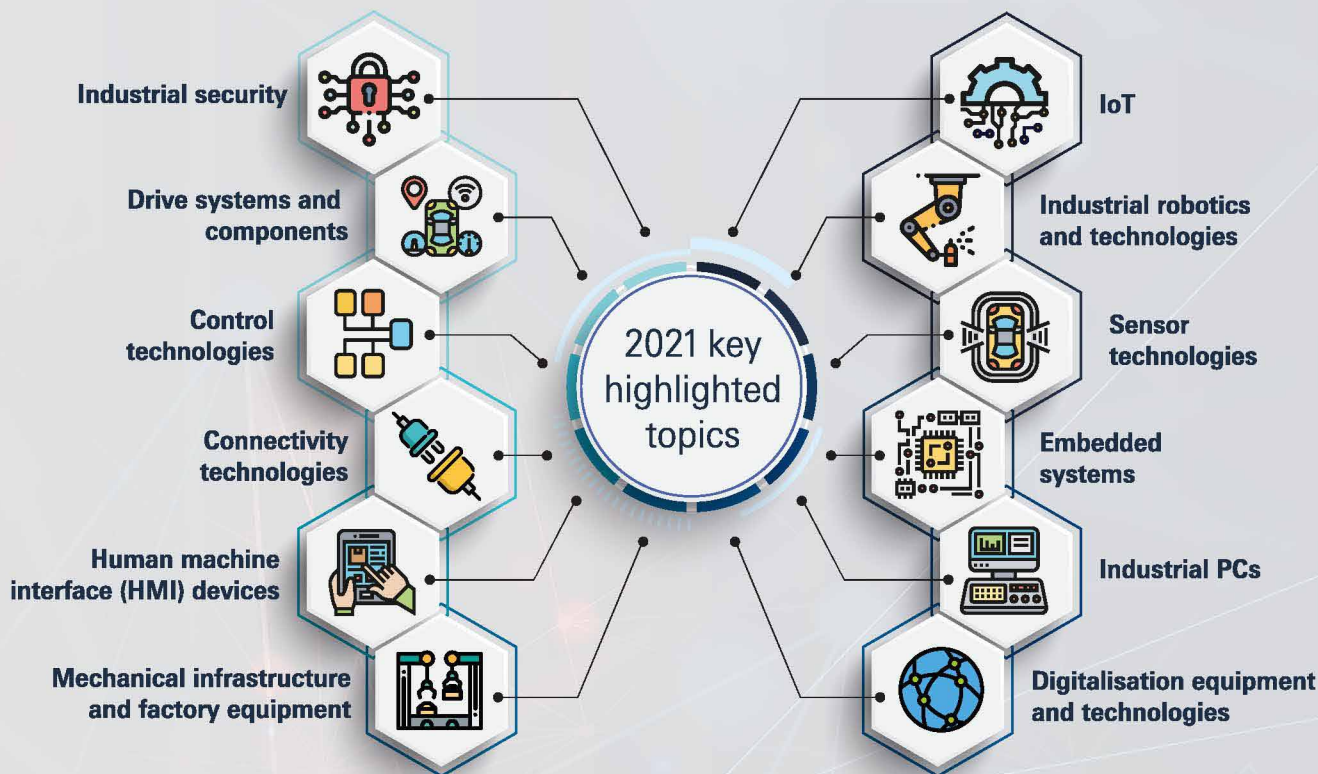 Industrial security
Drive systems and
components
Control
technologies
Connectivity
technologies
Human machine
interface (HMI) devices
Mechanical infrastructure
and factory equipment
2021 key
highlighted
topics
IoT
Industrial robotics
and technologies
Sensor
technologies
Embedded
systems
Industrial PCs
Digitalisation equipment
and technologies